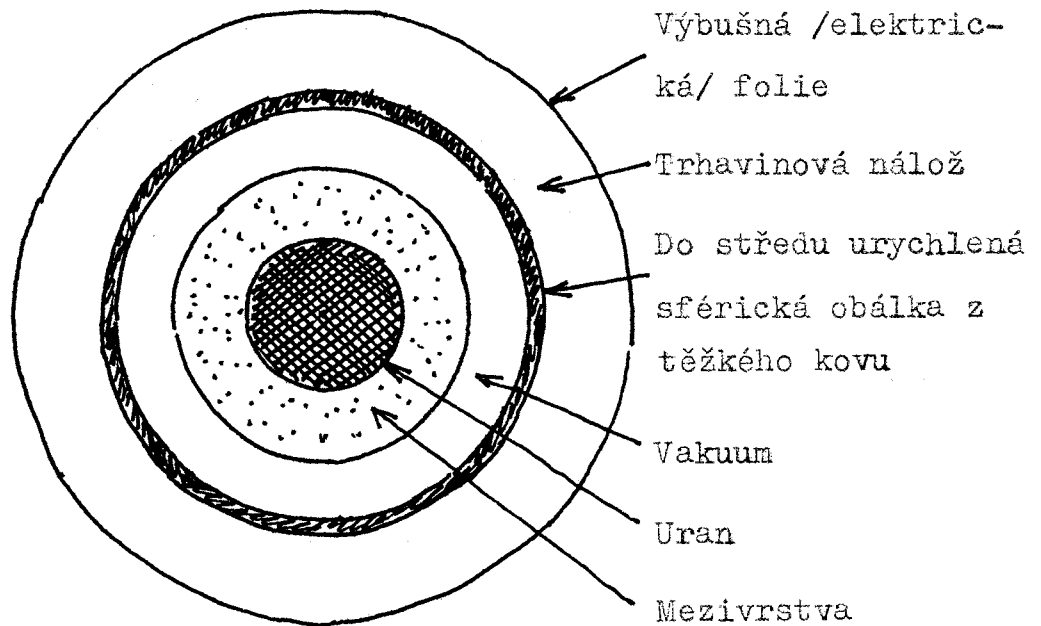 Výbušná /elektric-
ká/ folie
Trhavinová nálož
Do středu urychlená
sférická obálka z
těžkého kovu
Vakuum
Uran
Mezivrstva